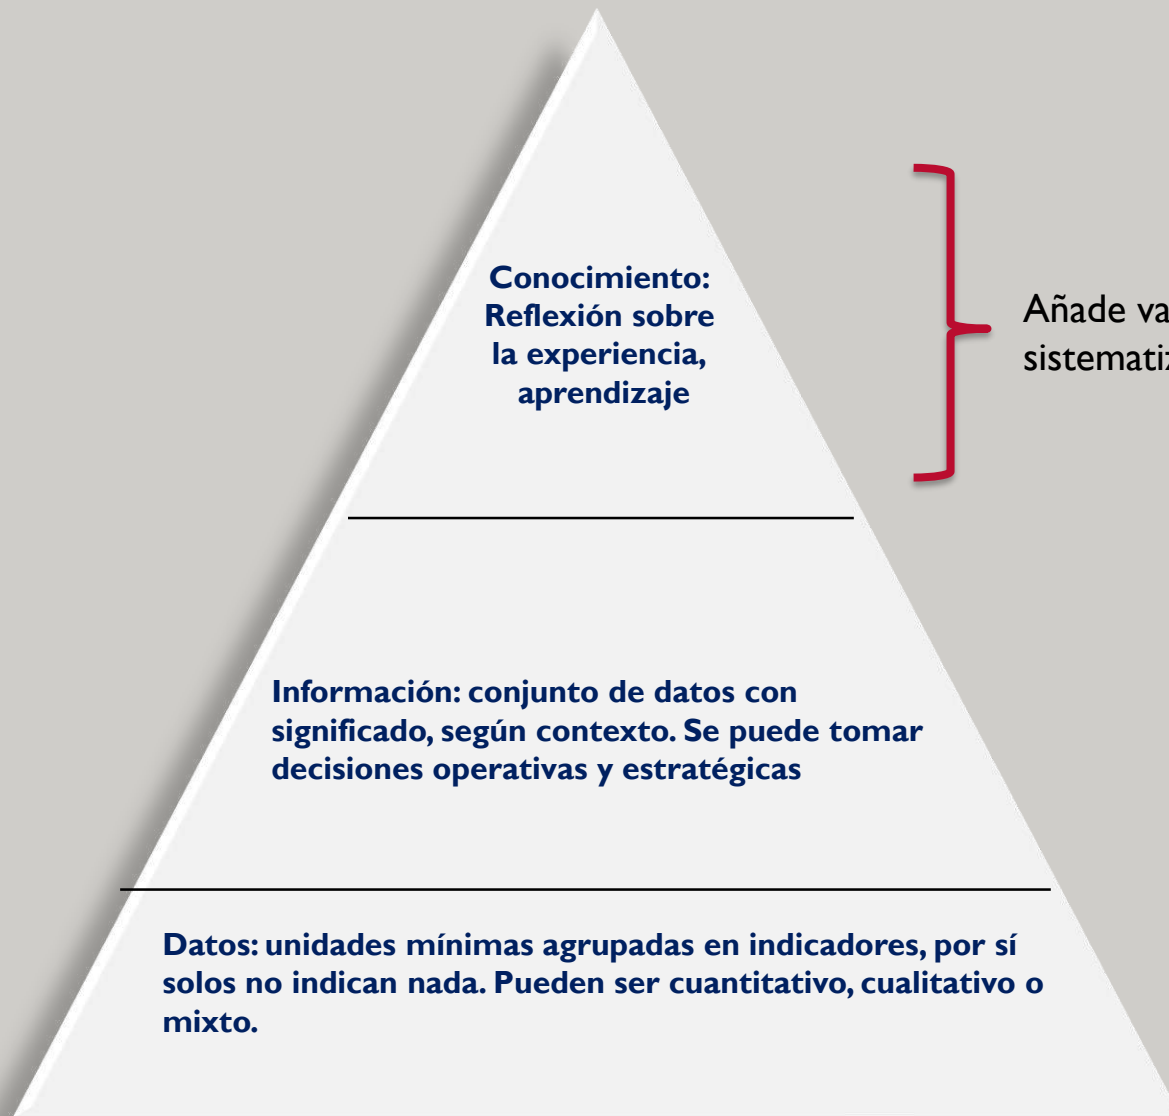 Conocimiento:
Reflexión sobre
la experiencia,
aprendizaje
Añade
Información: conjunto de datos con
significado, según contexto. Se puede tomar
decisiones operativas y estratégicas
Datos: unidades mínimas agrupadas en indicadores, por sí
solos no indican nada. Pueden ser cuantitativo, cualitativo o
mixto.